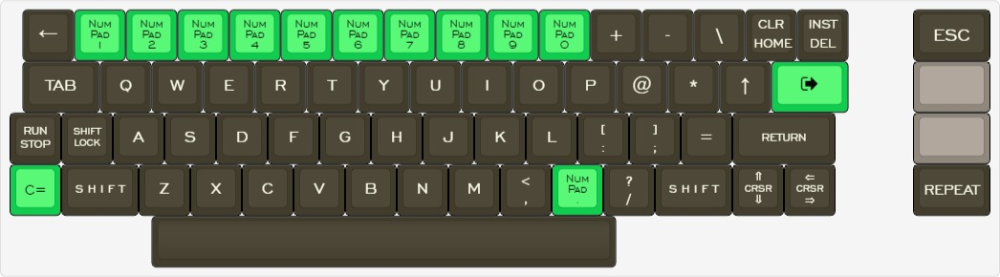 ← NUM PAD 1 NUM PAD 2 NUM PAD 3 NUM PAD 4 NUM PAD 5 NUM PAD 6 NUM PAD 7 NUM PAD 8 NUM PAD 9 NUM PAD 0 + - \ CLR HOME INST DEL ESC
TAB Q W E R T Y U I O P @ * ↑
RUN STOP SHIFT LOCK A S D F G H J K L [ : ] ; = RETURN
C= SHIFT Z X C V B N M < , NUM PAD . ? / SHIFT ⇑ CRSR ⇓ ⇐ CRSR ⇒ REPEAT